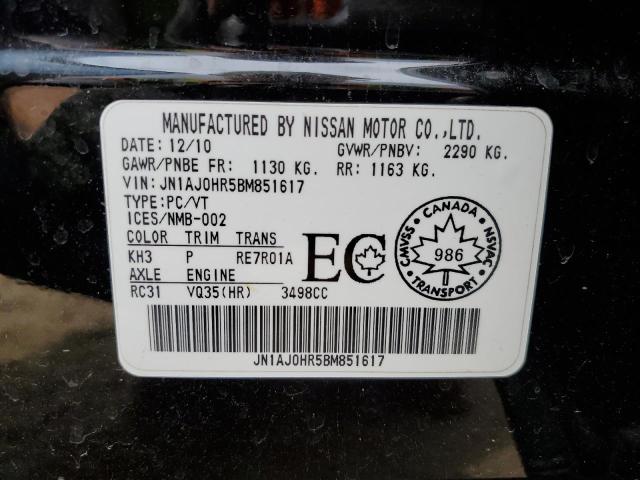 MANUFACTURED BY NISSAN MOTOR CO.,LTD.
DATE: 12/10 GVWR/PNBV: 2290 KG.
GAWR/PNBE FR: 1130 KG. RR: 1163 KG.
VIN: JN1AJ0HR5BM851617
TYPE:PC/VT
ICES/NMB-002
COLOR TRIM TRANS
KH3 P RE7R01A
AXLE ENGINE
RC31 VQ35(HR) 3498CC
EC
CANADA
CMVSS 986 NSVAC
TRANSPORT
JN1AJ0HR5BM851617